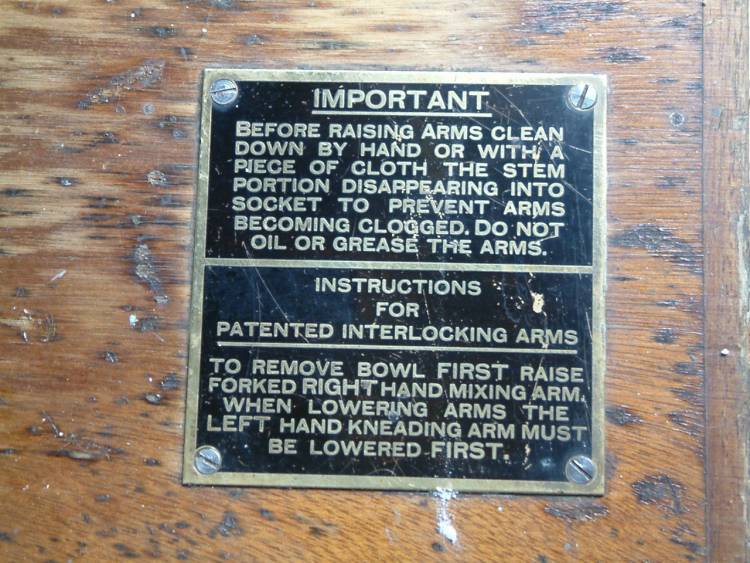 IMPORTANT
BEFORE RAISING ARMS CLEAN
DOWN BY HAND OR WITH A
PIECE OF CLOTH THE STEM
PORTION DISAPPEARING INTO
SOCKET TO PREVENT ARMS
BECOMING CLOGGED. DO NOT
OIL OR GREASE THE ARMS.
INSTRUCTIONS
FOR
PATENTED INTERLOCKING ARMS
TO REMOVE BOWL FIRST RAISE
FORKED RIGHT HAND MIXING ARM.
WHEN LOWERING ARMS THE
LEFT, HAND KNEADING ARM MUST
BE LOWERED FIRST.